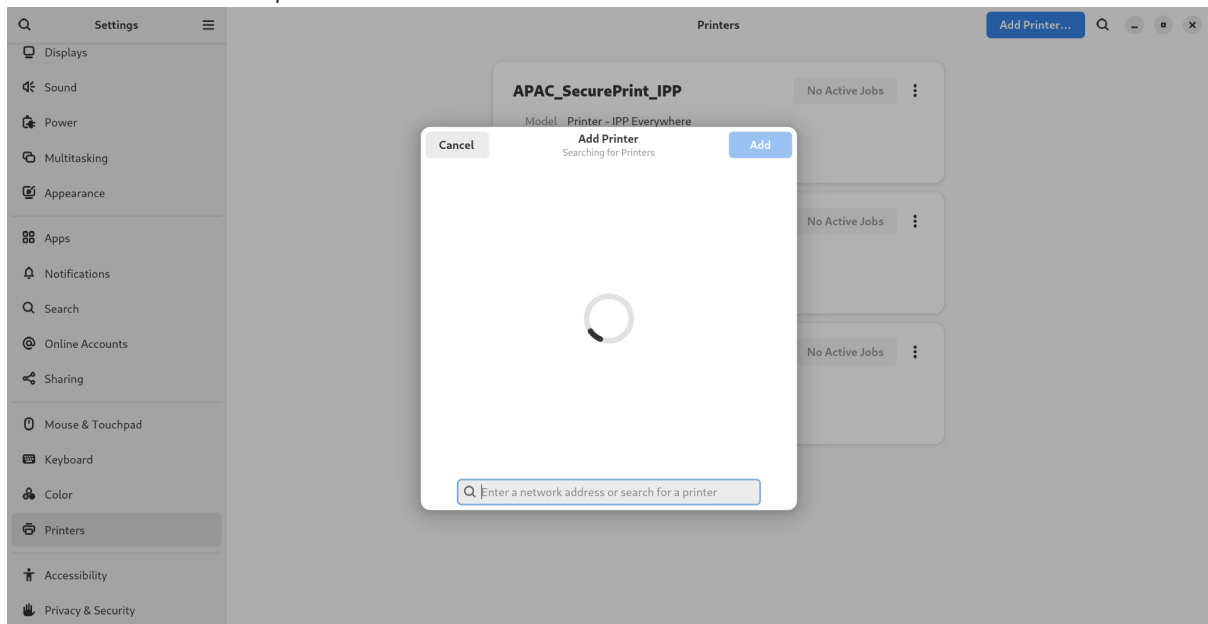 Settings
Printers
Add Printer...
Displays
Sound
Power
Multitasking
Appearance
Apps
Notifications
Search
Online Accounts
Sharing
Mouse & Touchpad
Keyboard
Color
Printers
Accessibility
Privacy & Security
APAC_SecurePrint_IPP
No Active Jobs
Model Printer - IPP Everywhere
No Active Jobs
No Active Jobs
Cancel
Add Printer
Searching for Printers
Add
Enter a network address or search for a printer